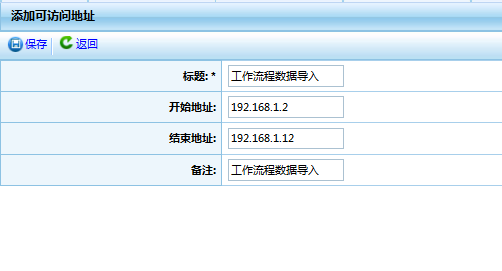 添加可访问地址
保存 返回
标题: * 工作流程数据导入
开始地址: 192.168.1.2
结束地址: 192.168.1.12
备注: 工作流程数据导入